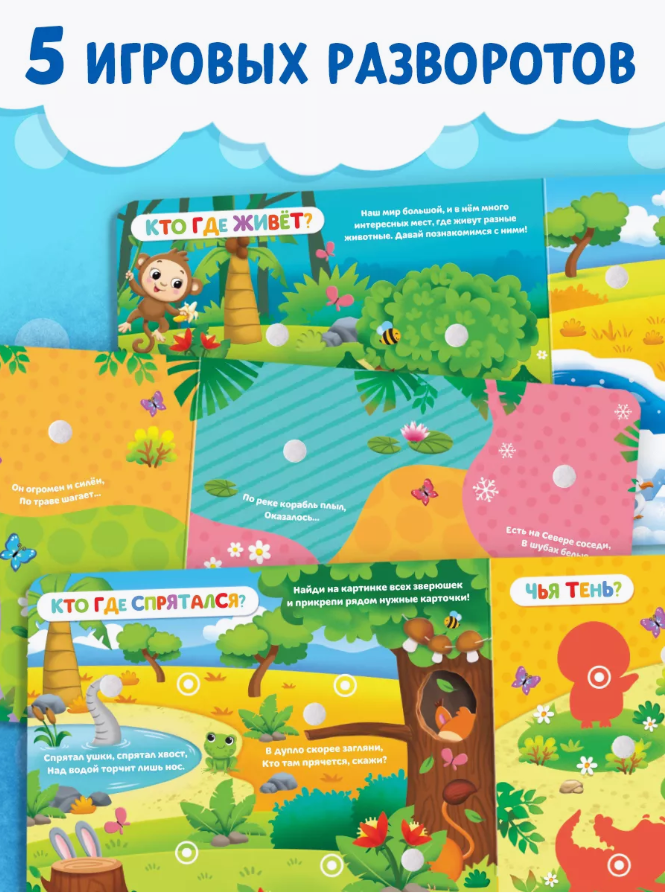 5 ИГРОВЫХ РАЗВОРОТОВ
КТО ГДЕ ЖИВЁТ?
Наш мир большой, и в нём много
интересных мест, где живут разные
животные. Давай познакомимся с ними!
Он огромен и силён,
По траве шагает...
По реке корабль плыл,
Оказалось...
Есть на Севере соседи,
В шубах белых
КТО ГДЕ СПРЯТАЛСЯ?
Найди на картинке всех зверюшек
и прикрепи рядом нужные карточки!
ЧЬЯ ТЕНЬ?
Спрятал ушки, спрятал хвост,
Над водой торчит лишь нос.
В дупло скорее загляни,
Кто там прячется, скажи?